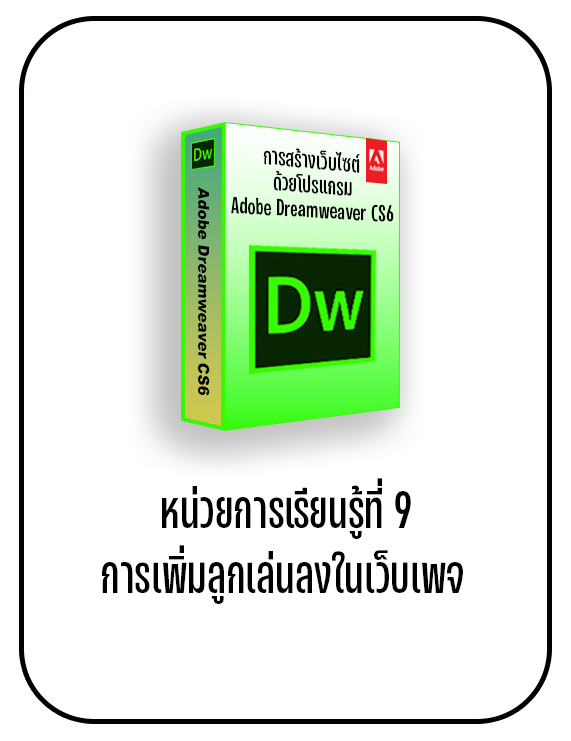 Dw
Adobe Dreamweaver CS6
การสร้างเว็บไซต์
ด้วยโปรแกรม
Adobe Dreamweaver CS6
Adobe
Dw
หน่วยการเรียนรู้ที่ 9
การเพิ่มลูกเล่นลงในเว็บเพจ